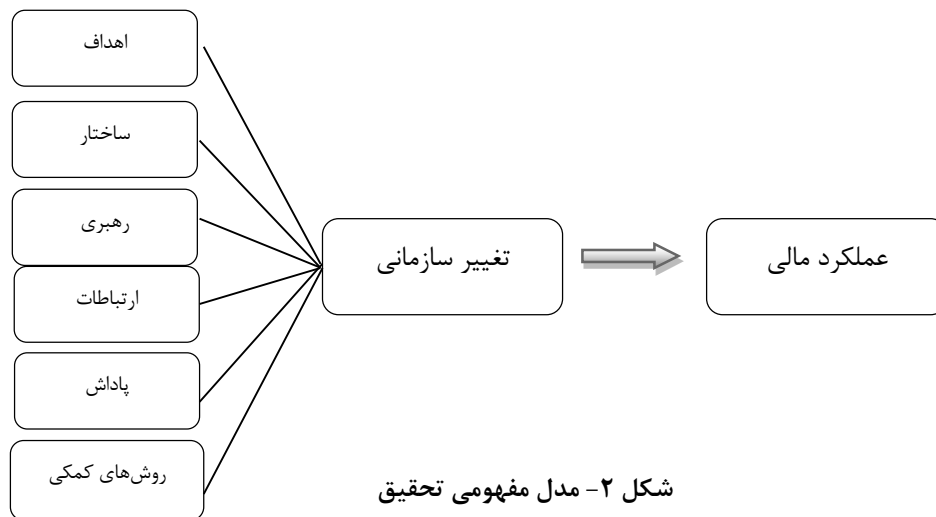 اهداف
ساختار
رهبری
ارتباطات
پاداش
روش‌های کمکی
تغییر سازمانی
عملکرد مالی
شکل ۲- مدل مفهومی تحقیق